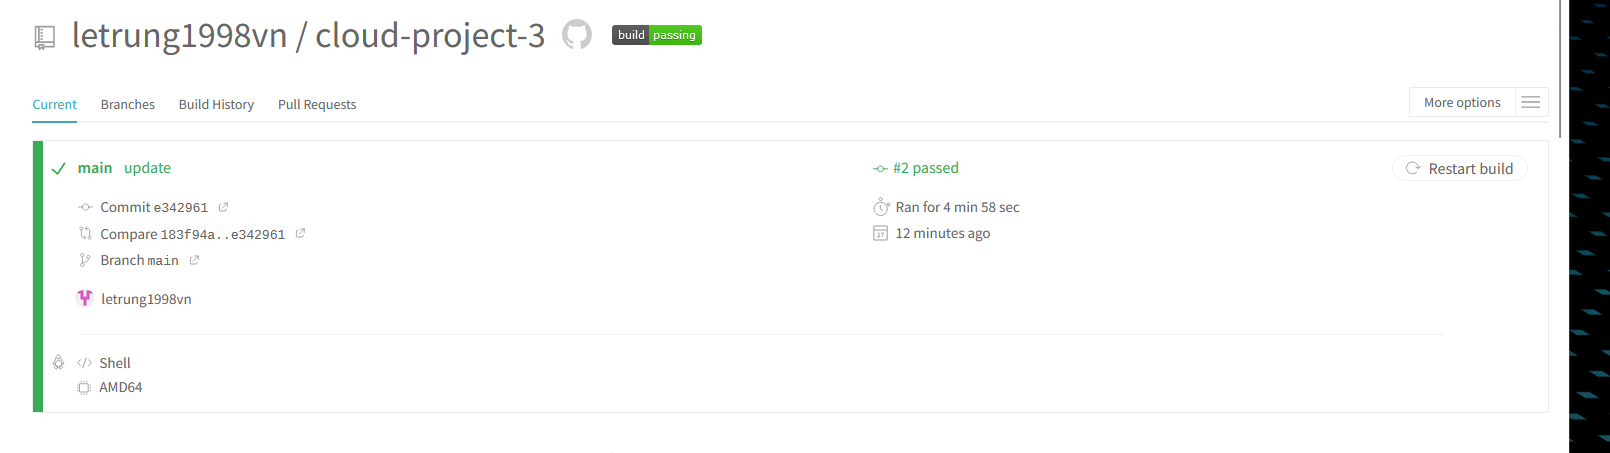 letrung1998vn / cloud-project-3 build passing
Current Branches Build History Pull Requests More options
main update #2 passed Restart build
Commit e342961 Ran for 4 min 58 sec
Compare 183f94a..e342961 12 minutes ago
Branch main
letrung1998vn
Shell
AMD64